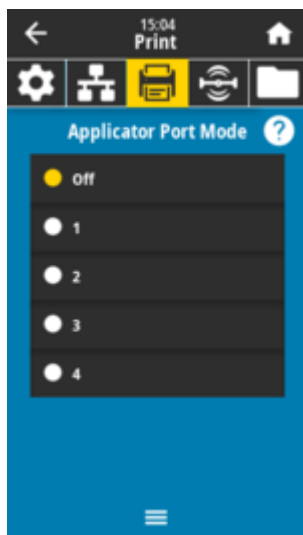 15:04
Print
Applicator Port Mode ?
Off
1
2
3
4